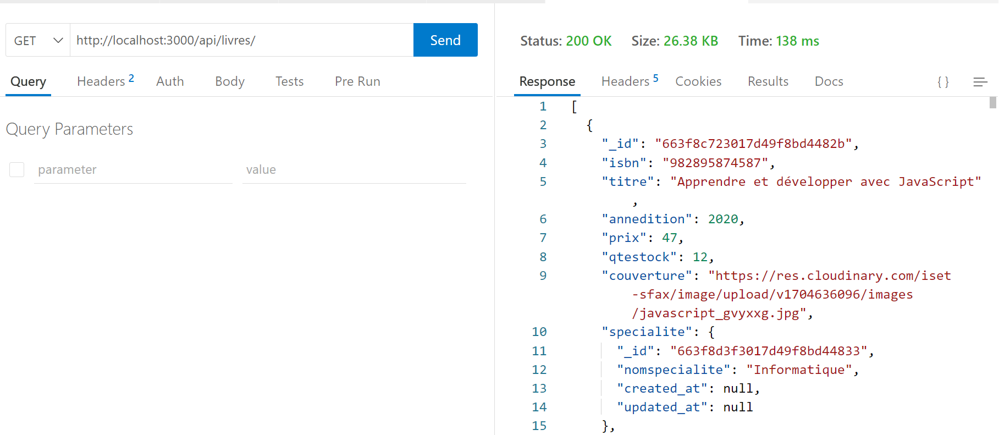 GET http://localhost:3000/api/livres/ Send
Query Headers 2 Auth Body Tests Pre Run
Query Parameters
parameter value
Status: 200 OK Size: 26.38 KB Time: 138 ms
Response Headers 5 Cookies Results Docs { }
1 [
2 {
3 "_id": "663f8c723017d49f8bd4482b",
4 "isbn": "982895874587",
5 "titre": "Apprendre et développer avec JavaScript"
,
6 "annedition": 2020,
7 "prix": 47,
8 "qtestock": 12,
9 "couverture": "https://res.cloudinary.com/iset
-sfax/image/upload/v1704636096/images
/javascript_gvyxxg.jpg",
10 "specialite": {
11 "_id": "663f8d3f3017d49f8bd44833",
12 "nomspecialite": "Informatique",
13 "created_at": null,
14 "updated_at": null
15 },